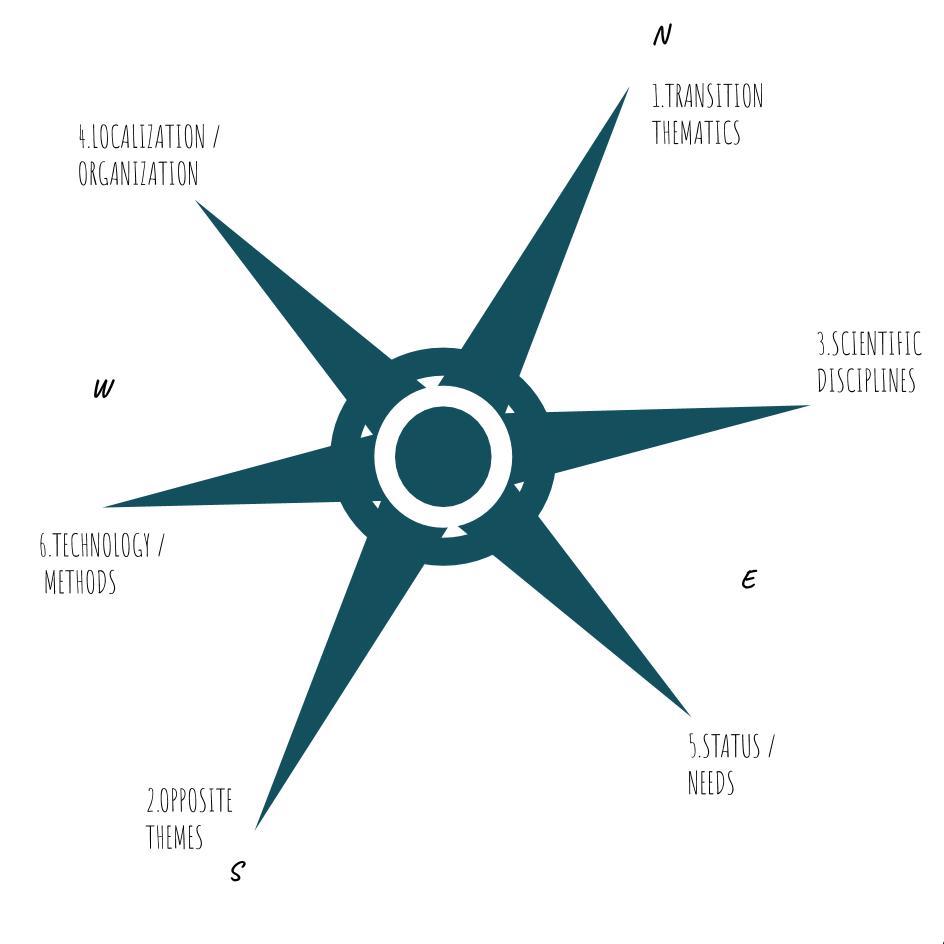 N
1.TRANSITION
THEMATICS
4.LOCALIZATION /
ORGANIZATION
3.SCIENTIFIC
DISCIPLINES
W
6.TECHNOLOGY /
METHODS
E
5.STATUS /
NEEDS
2.OPPOSITE
THEMES
S